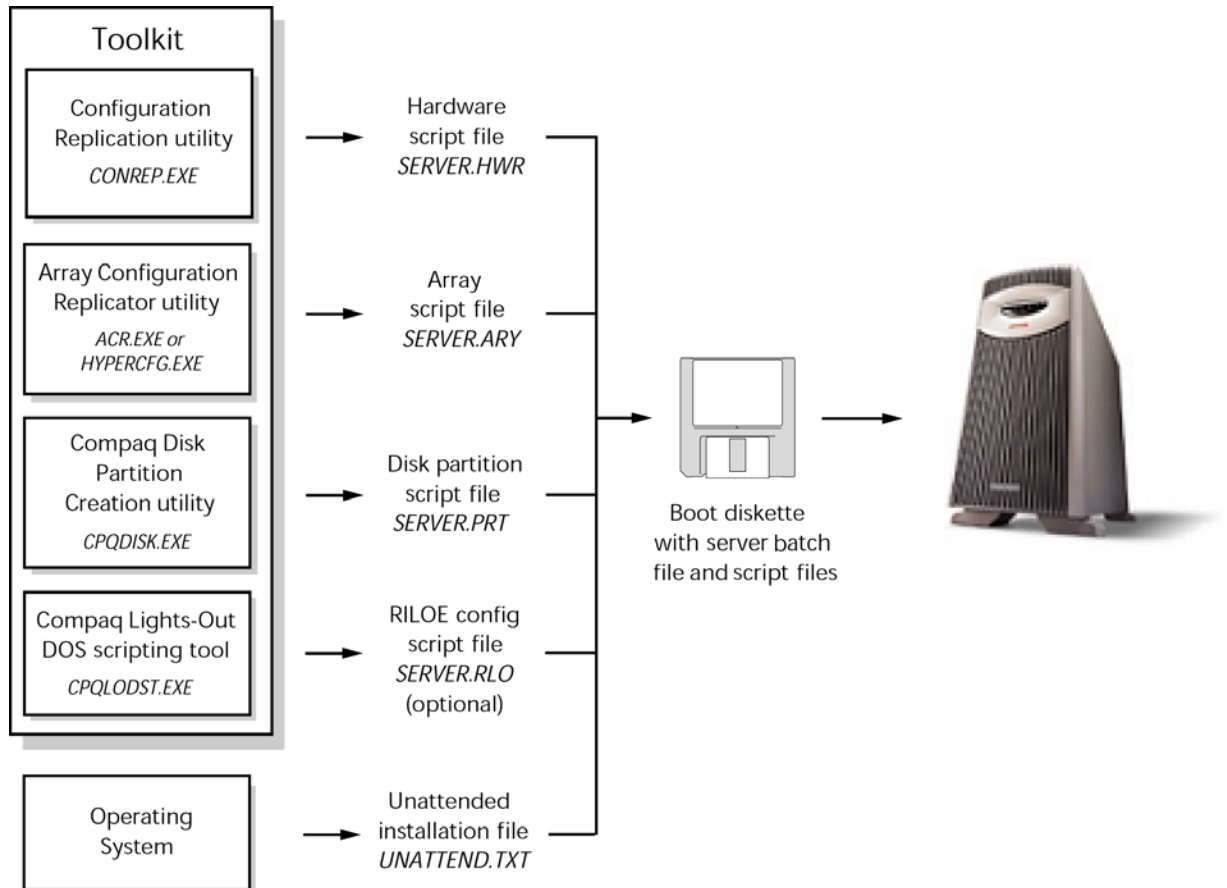 Toolkit
Configuration
Replication utility
CONREP.EXE
Hardware
script file
SERVER.HWR
Array Configuration
Replicator utility
ACR.EXE or
HYPERCFG.EXE
Array
script file
SERVER.ARY
Compaq Disk
Partition
Creation utility
CPQDISK.EXE
Disk partition
script file
SERVER.PRT
Compaq Lights-Out
DOS scripting tool
CPQLODST.EXE
RILOE config
script file
SERVER.RLO
(optional)
Operating
System
Unattended
installation file
UNATTEND.TXT
Boot diskette
with server batch
file and script files